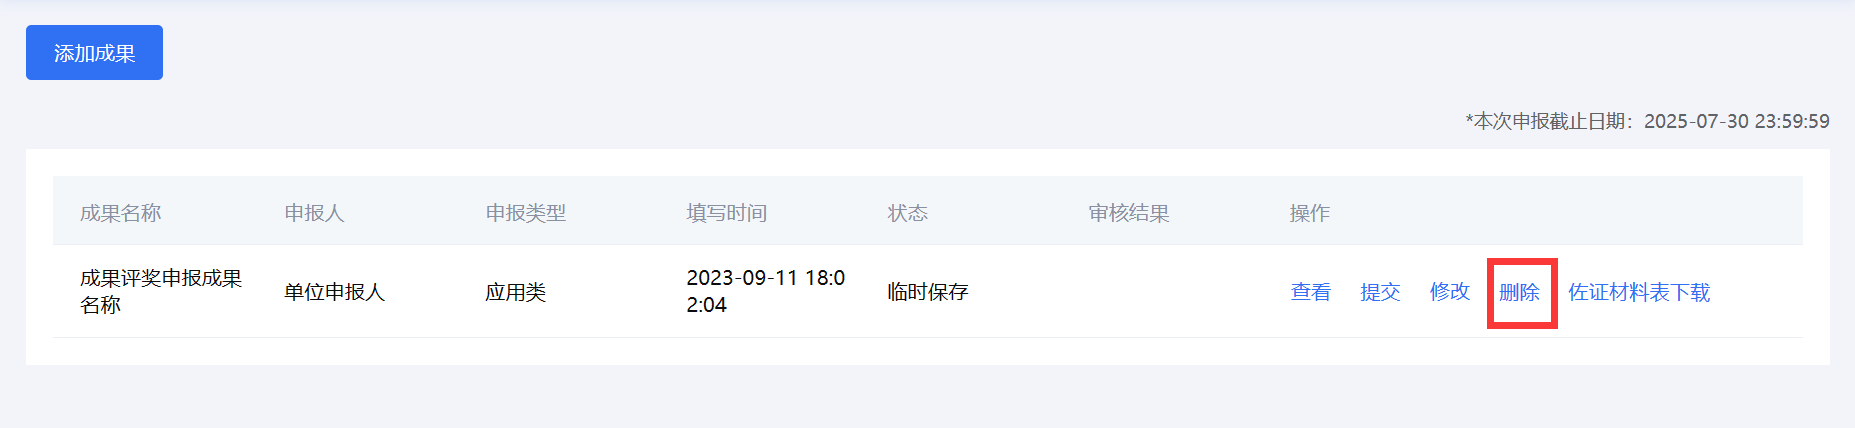 添加成果
*本次申报截止日期：2025-07-30 23:59:59
成果名称 申报人 申报类型 填写时间 状态 审核结果 操作
成果评奖申报成果
名称
单位申报人
应用类
2023-09-11 18:0
2:04
临时保存
查看 提交 修改 删除 佐证材料表下载